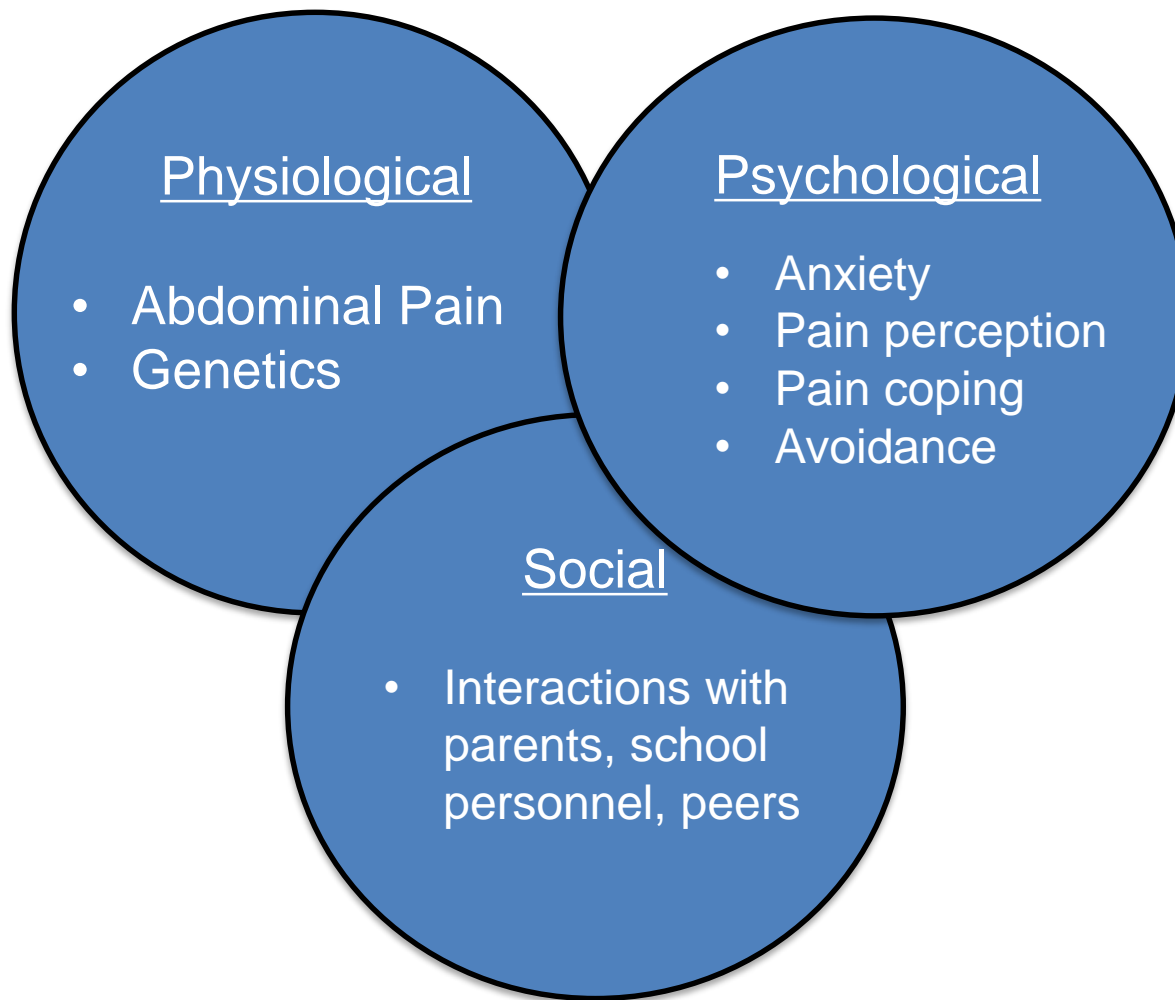 Physiological
• Abdominal Pain
• Genetics
Psychological
• Anxiety
• Pain perception
• Pain coping
• Avoidance
Social
• Interactions with
parents, school
personnel, peers